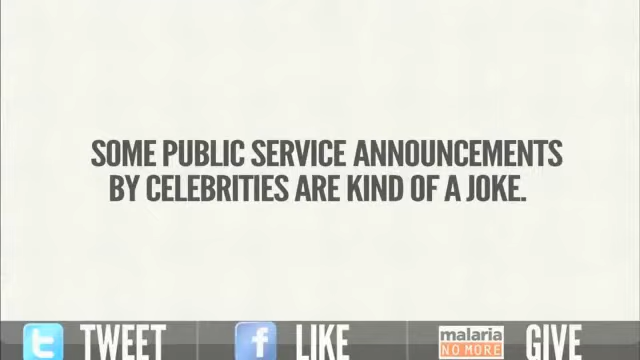 SOME PUBLIC SERVICE ANNOUNCEMENTS
BY CELEBRITIES ARE KIND OF A JOKE.
t TWEET f LIKE malaria GIVE
NO MORE